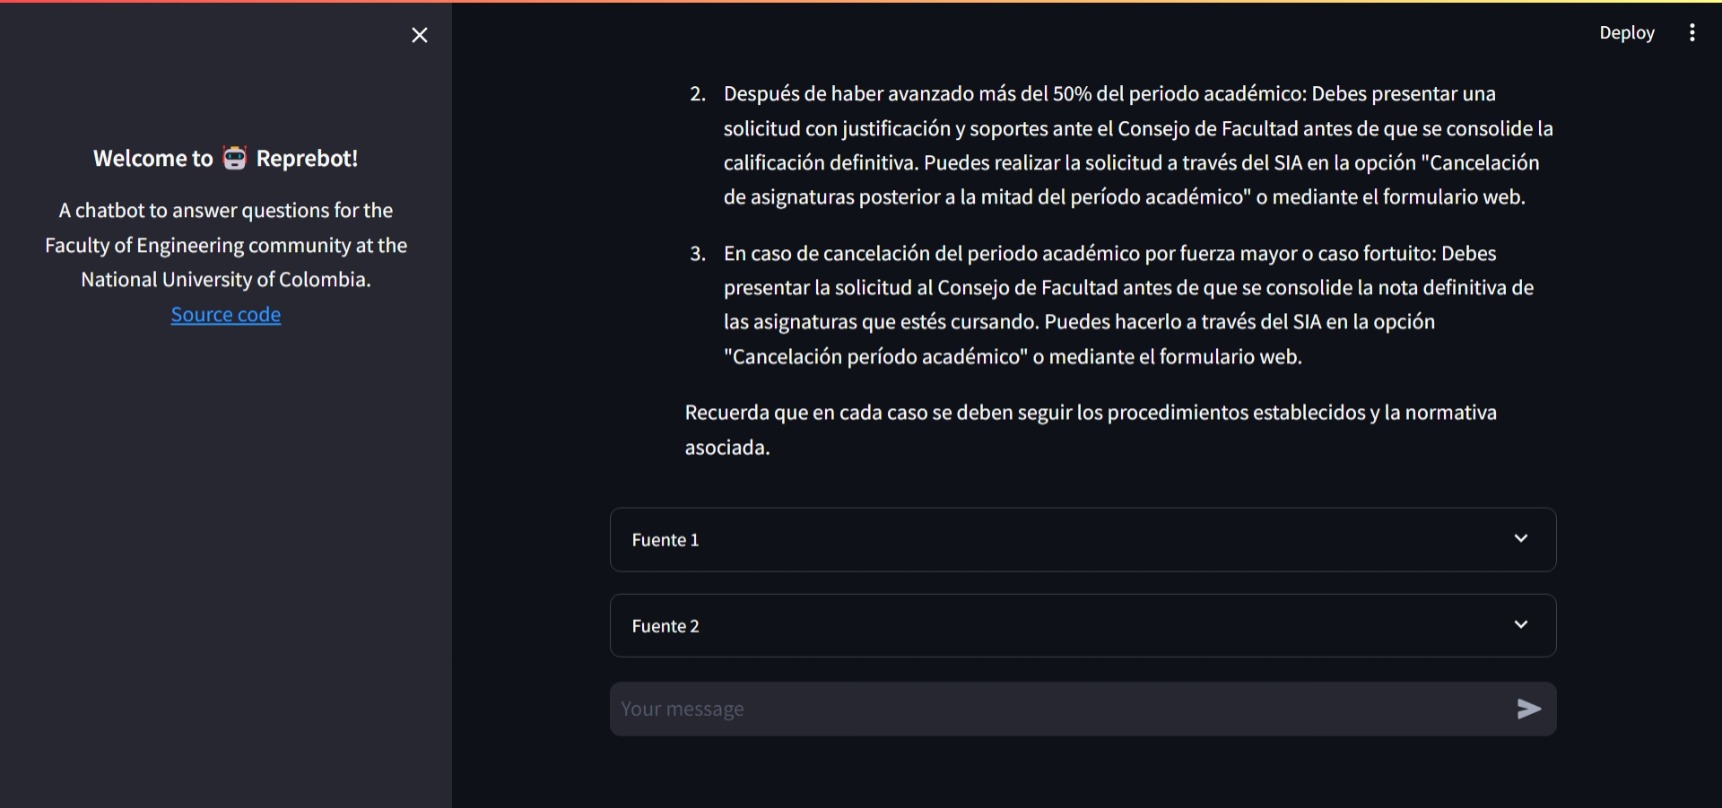 Deploy
Welcome to Reprebot!
A chatbot to answer questions for the
Faculty of Engineering community at the
National University of Colombia.
Source code
2. Después de haber avanzado más del 50% del periodo académico: Debes presentar una
solicitud con justificación y soportes ante el Consejo de Facultad antes de que se consolide la
calificación definitiva. Puedes realizar la solicitud a través del SIA en la opción "Cancelación
de asignaturas posterior a la mitad del período académico" o mediante el formulario web.
3. En caso de cancelación del periodo académico por fuerza mayor o caso fortuito: Debes
presentar la solicitud al Consejo de Facultad antes de que se consolide la nota definitiva de
las asignaturas que estés cursando. Puedes hacerlo a través del SIA en la opción
"Cancelación período académico" o mediante el formulario web.
Recuerda que en cada caso se deben seguir los procedimientos establecidos y la normativa
asociada.
Fuente 1
Fuente 2
Your message